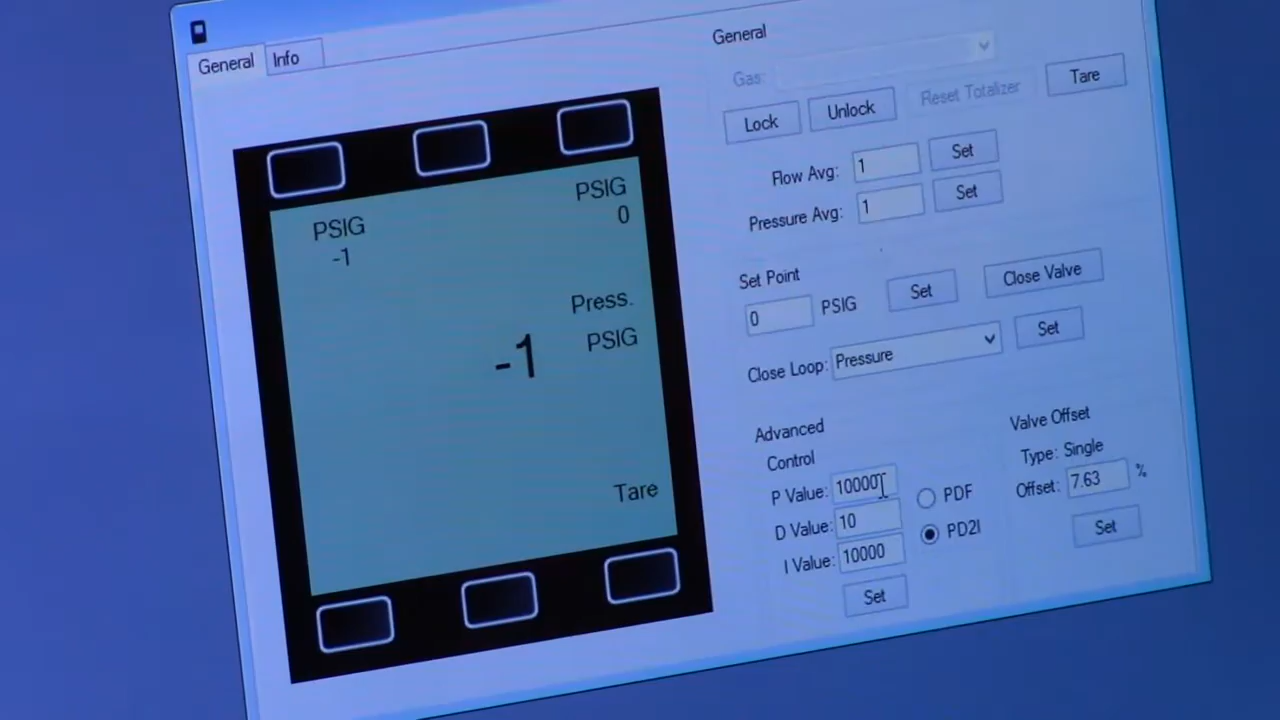 General Info
PSIG
-1
PSIG
0
Press.
-1 PSIG
Tare
General
Gas:
Lock Unlock Reset Totalizer Tare
Flow Avg: 1 Set
Pressure Avg: 1 Set
Set Point
0 PSIG Set Close Valve
Close Loop: Pressure Set
Advanced
Control
P Value: 10000
D Value: 10
I Value: 10000
Set
PDF
PD2I
Valve Offset
Type: Single
Offset: 7.63 %
Set